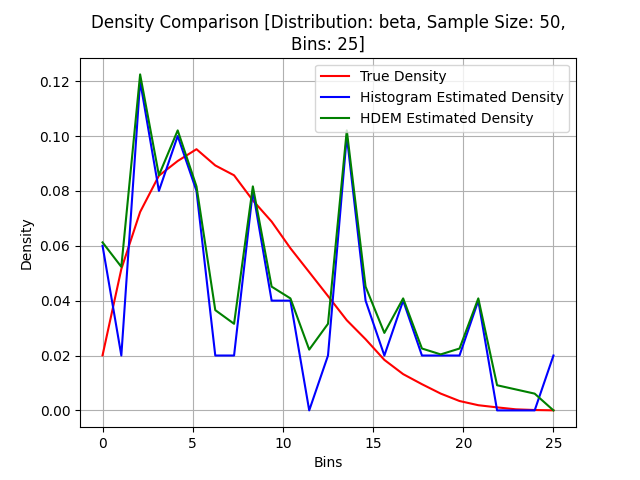 Density Comparison [Distribution: beta, Sample Size: 50,
Bins: 25]
True Density
Histogram Estimated Density
HDEM Estimated Density
Density
0.12
0.10
0.08
0.06
0.04
0.02
0.00
0 5 10 15 20 25
Bins